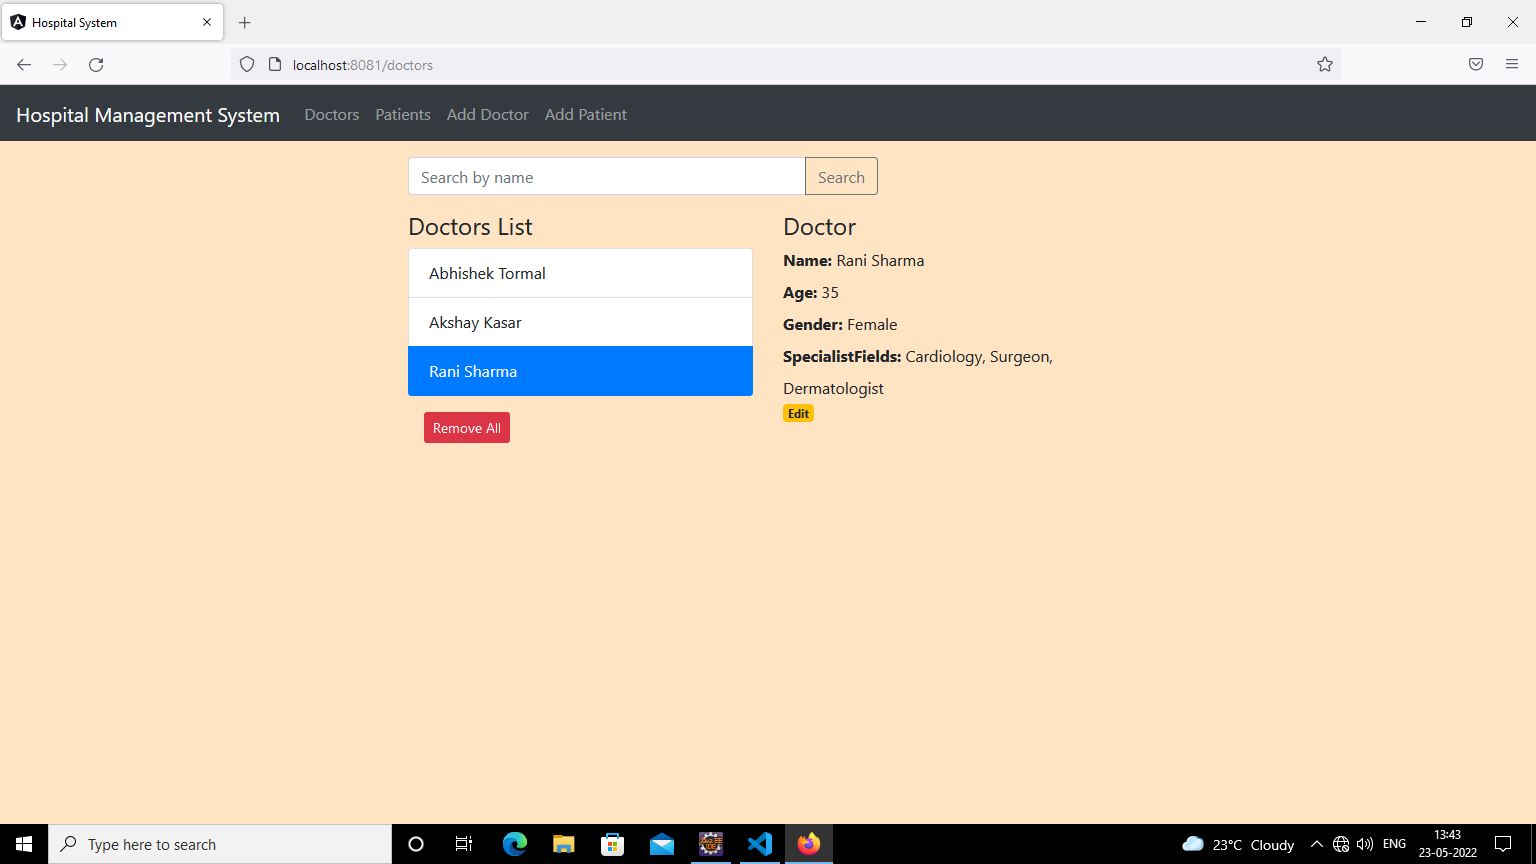 Hospital System
localhost:8081/doctors
Hospital Management System Doctors Patients Add Doctor Add Patient
Search by name Search
Doctors List
Abhishek Tormal
Akshay Kasar
Rani Sharma
Remove All
Doctor
Name: Rani Sharma
Age: 35
Gender: Female
SpecialistFields: Cardiology, Surgeon,
Dermatologist
Edit
Type here to search
23°C Cloudy
ENG
13:43
23-05-2022